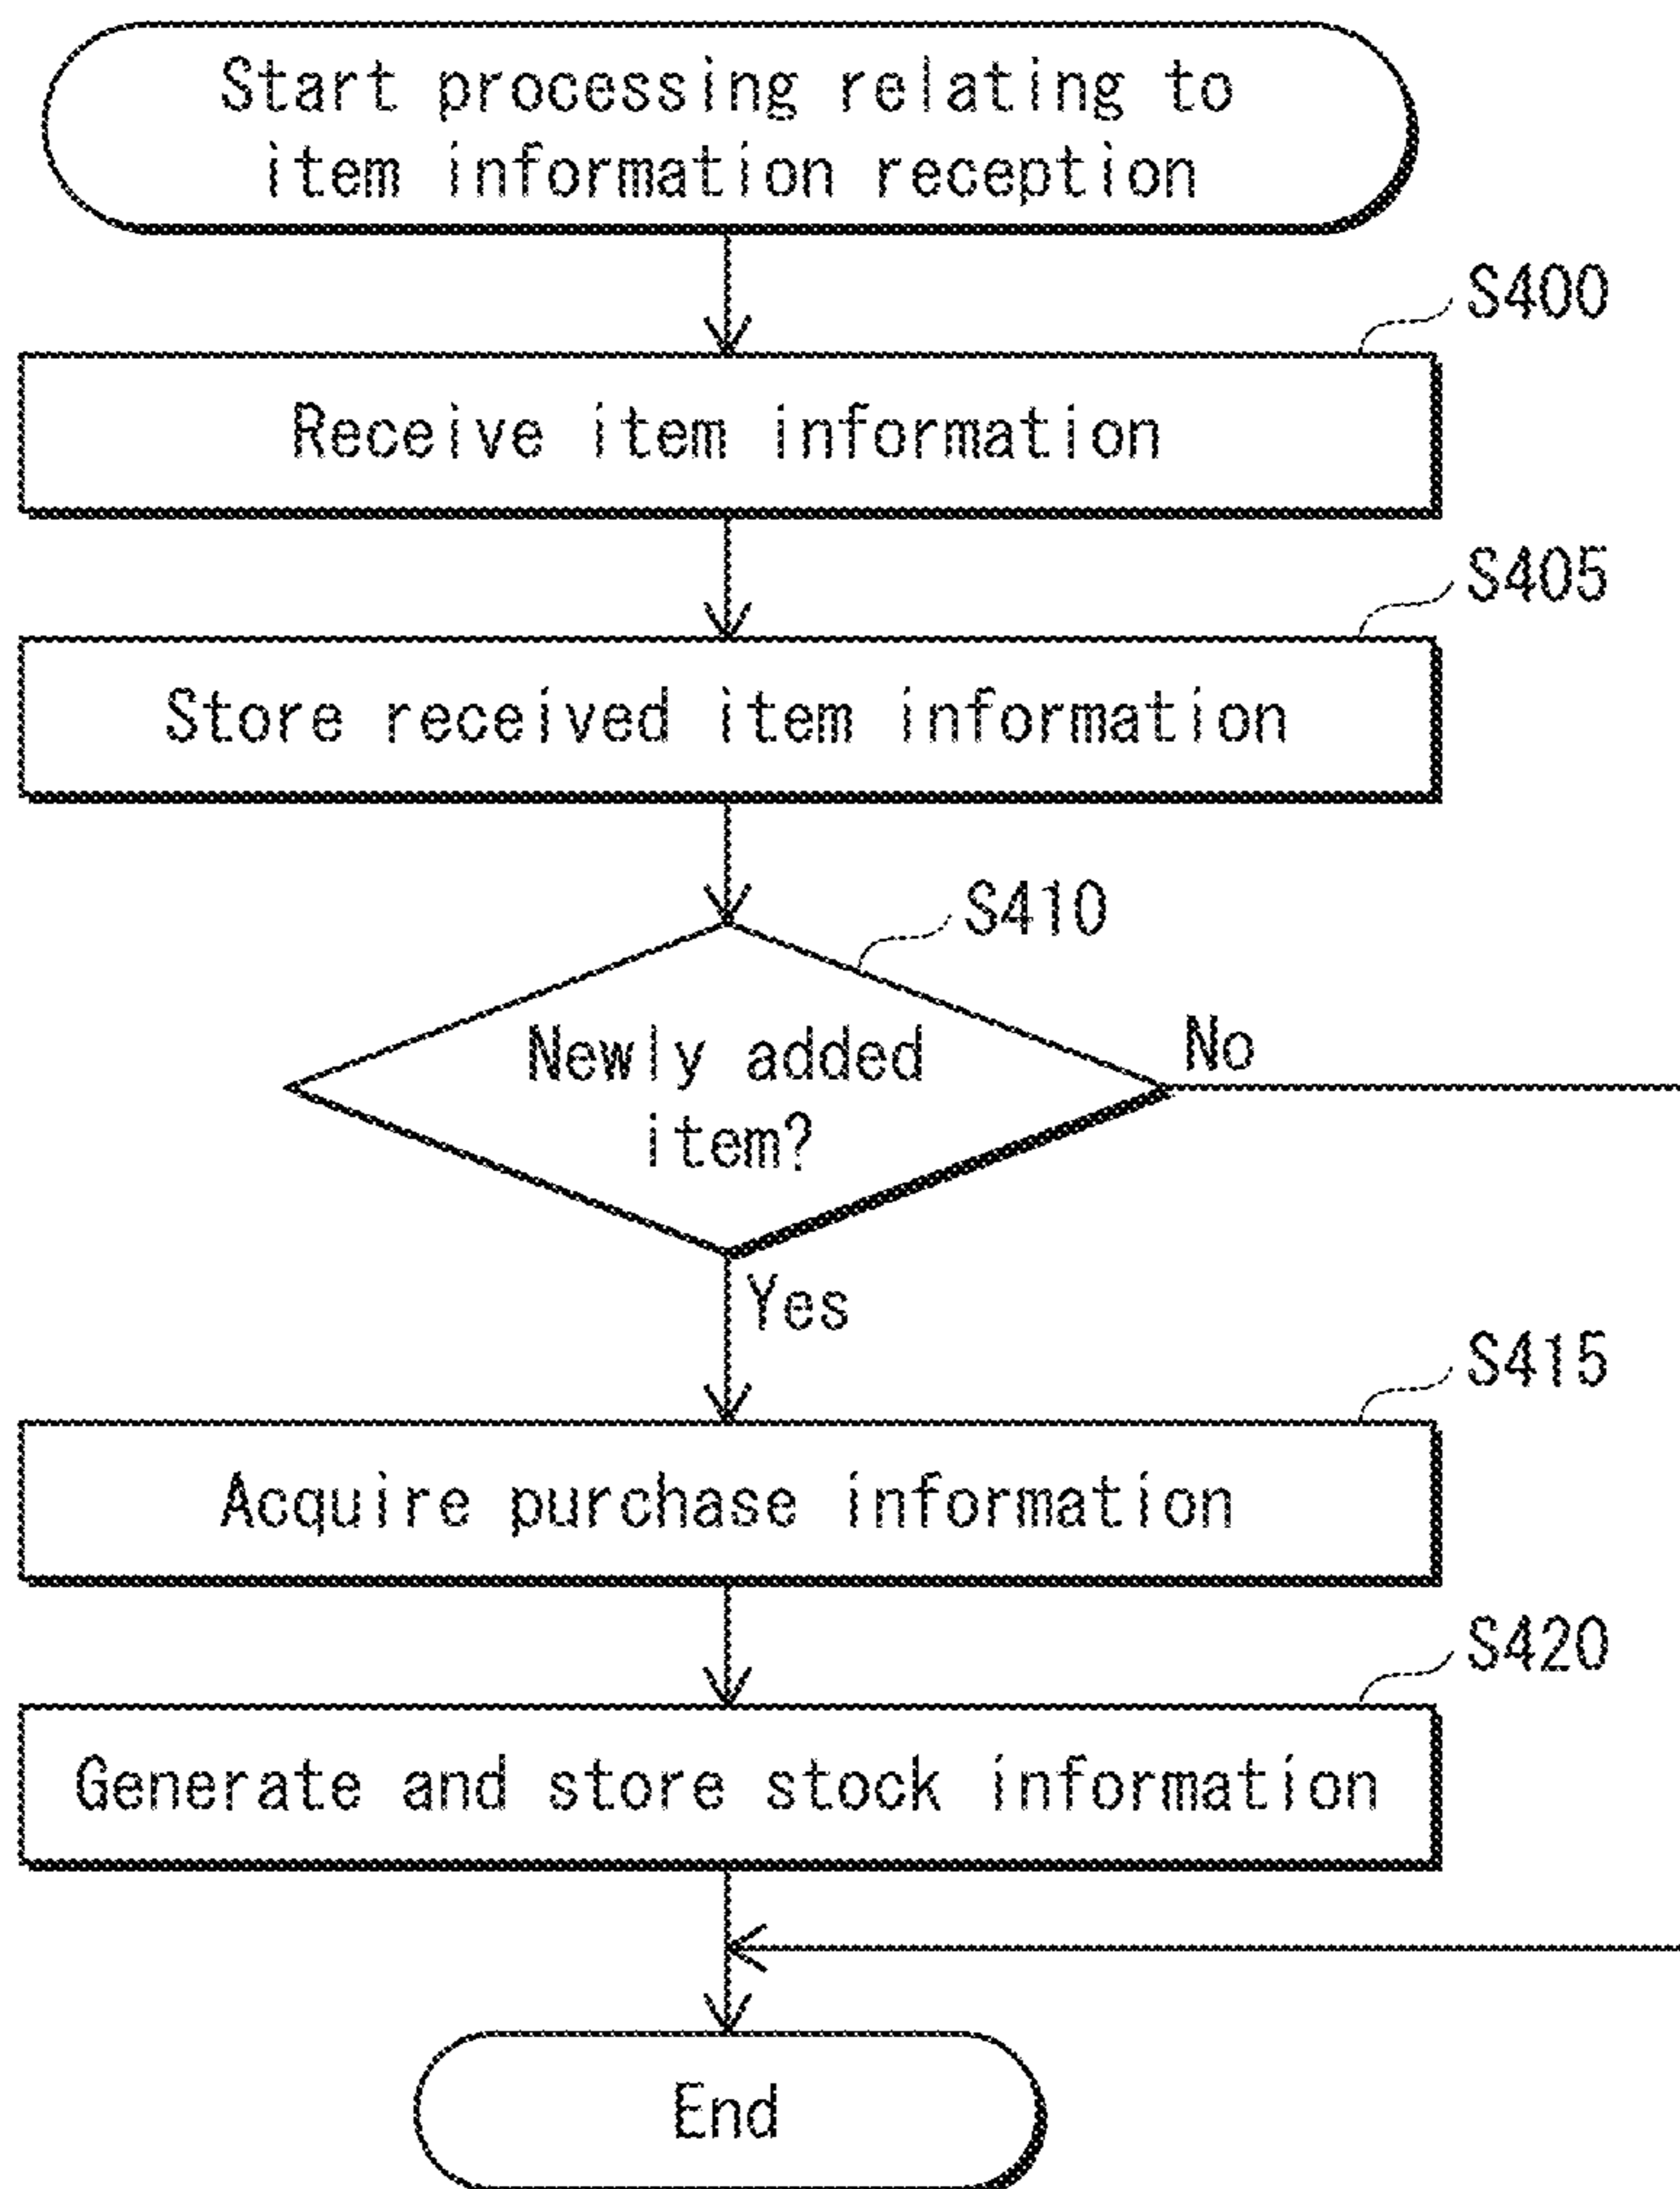 Start processing relating to
item information reception
S400
Receive item information
S405
Store received item information
S410
Newly added
item?
No
Yes
S415
Acquire purchase information
S420
Generate and store stock information
End